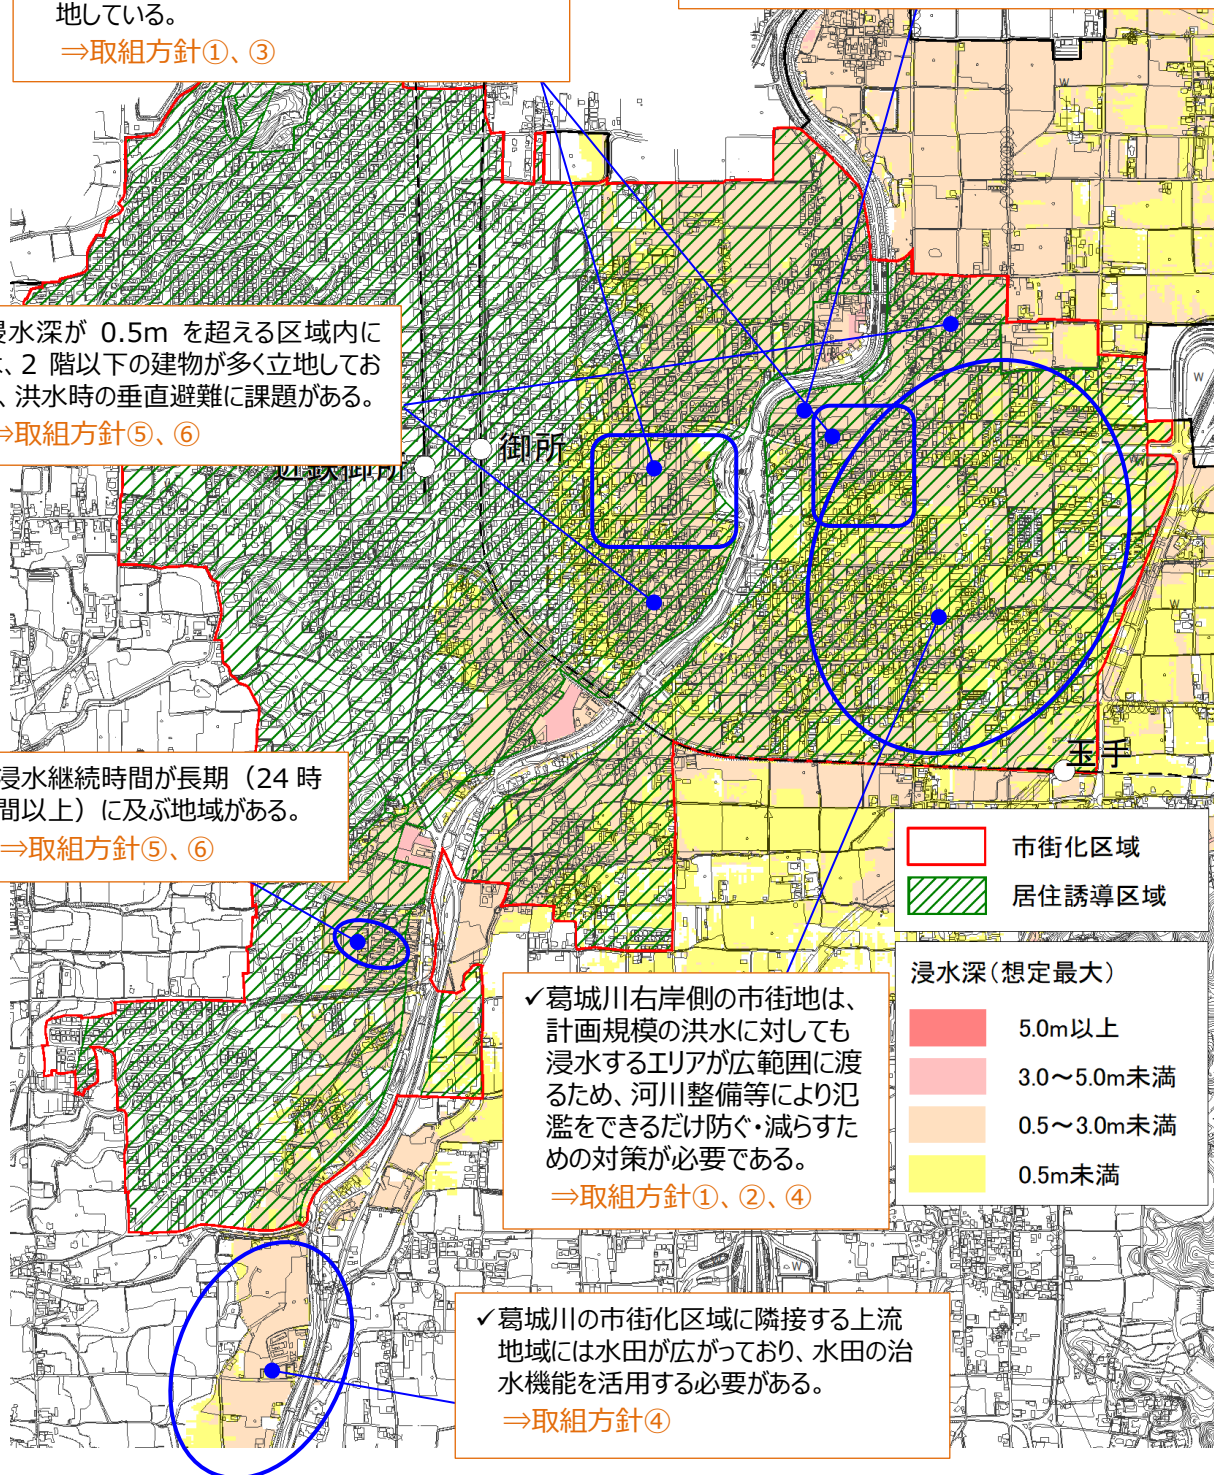 地している。
⇒取組方針①、③
浸水深が 0.5m を超える区域内に
は、2 階以下の建物が多く立地してお
、洪水時の垂直避難に課題がある。
⇒取組方針⑤、⑥
御所
近鉄御所
浸水継続時間が長期（24 時
間以上）に及ぶ地域がある。
⇒取組方針⑤、⑥
玉手
市街化区域
居住誘導区域
浸水深（想定最大）
5.0m以上
3.0～5.0m未満
0.5～3.0m未満
0.5m未満
✓葛城川右岸側の市街地は、
計画規模の洪水に対しても
浸水するエリアが広範囲に渡
るため、河川整備等により氾
濫をできるだけ防ぐ・減らすた
めの対策が必要である。
⇒取組方針①、②、④
✓葛城川の市街化区域に隣接する上流
地域には水田が広がっており、水田の治
水機能を活用する必要がある。
⇒取組方針④
W
W
W
W
W